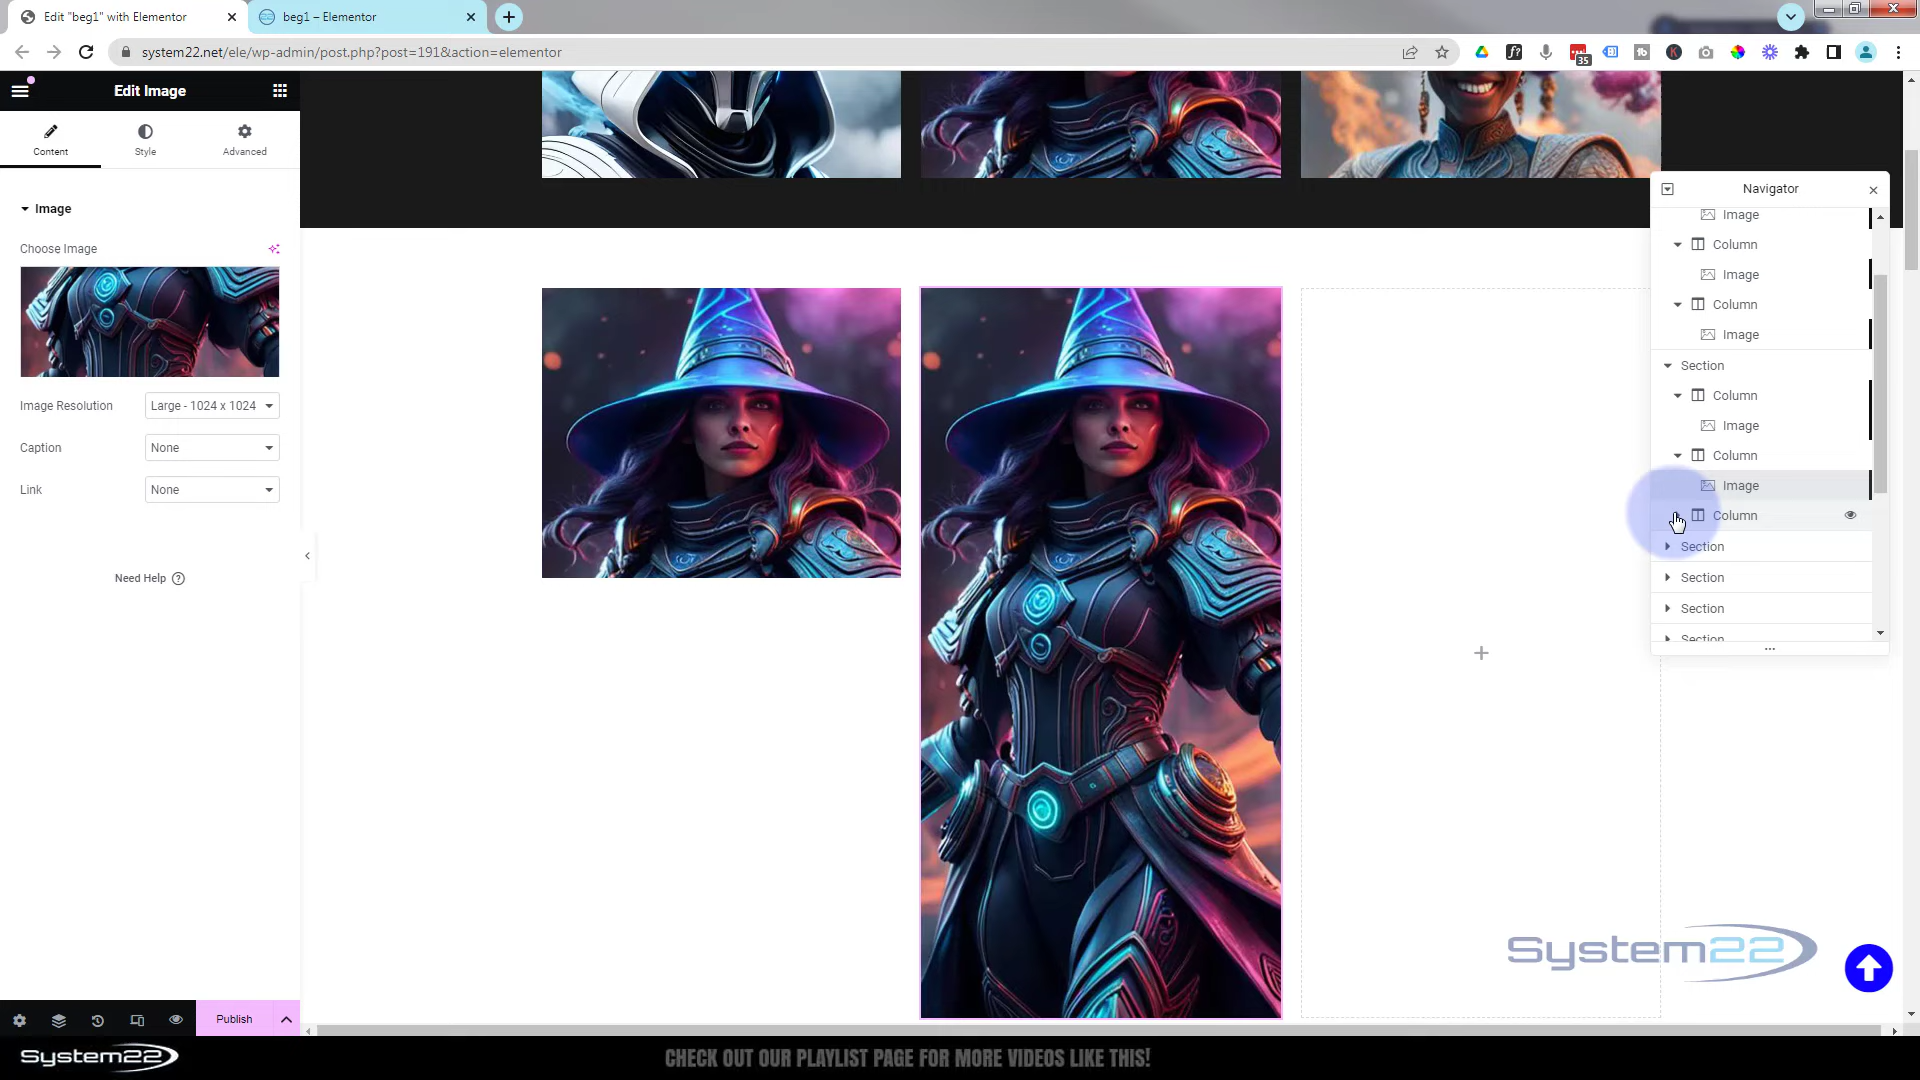 Edit "beg1" with Elementor
beg1 – Elementor
system22.net/ele/wp-admin/post.php?post=191&action=elementor
f?
35
tb
K
Edit Image
Content
Style
Advanced
Image
Choose Image
Image Resolution
Large - 1024 x 1024
Caption
None
Link
None
Need Help
?
Publish
Navigator
Image
Column
Image
Column
Image
Section
Column
Image
Column
Image
Column
Section
Section
Section
Section
System22
System22
CHECK OUT OUR PLAYLIST PAGE FOR MORE VIDEOS LIKE THIS!